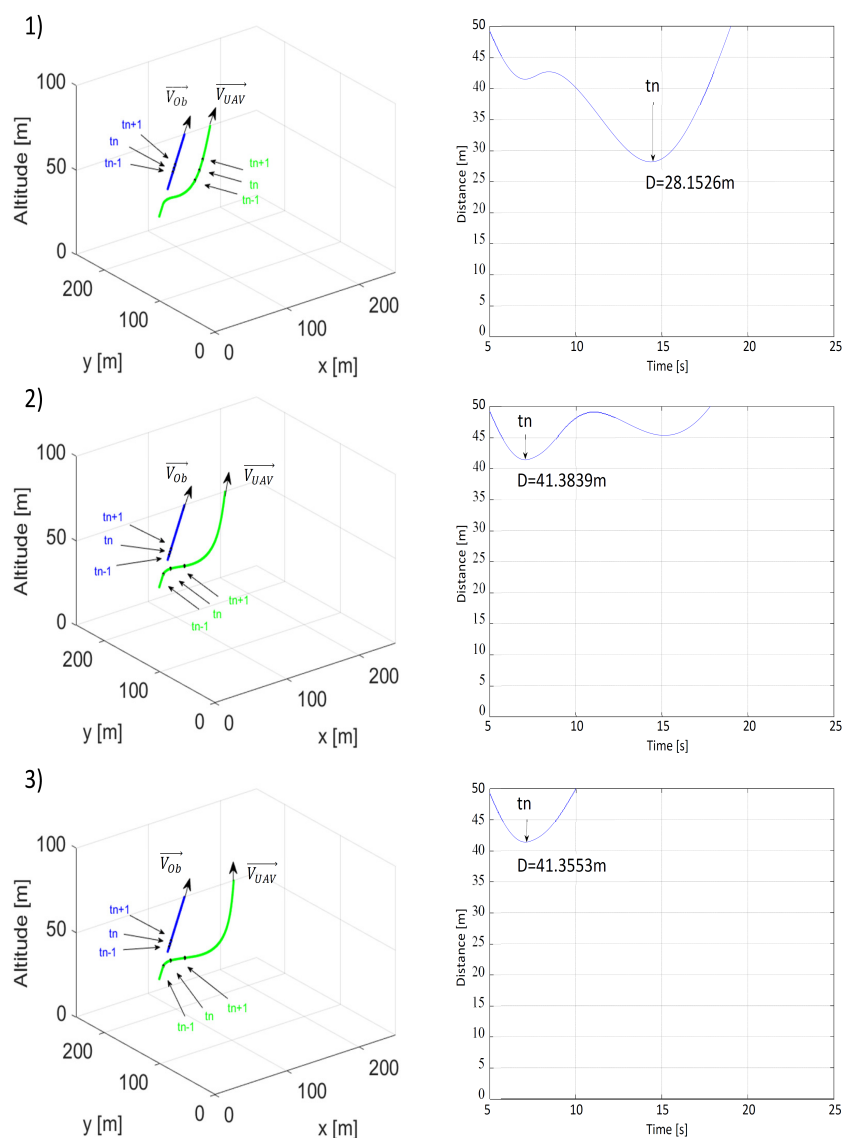 1)
100
50
0
Altitude [m]
200
100
0
y [m]
0
100
200
x [m]
V_Ob
V_UAV
tn+1
tn
tn-1
tn+1
tn
tn-1
50
45
40
35
30
25
20
15
10
5
0
Distance [m]
tn
D=28.1526m
5
10
15
20
25
Time [s]
2)
100
50
0
Altitude [m]
200
100
0
y [m]
0
100
200
x [m]
V_Ob
V_UAV
tn+1
tn
tn-1
tn+1
tn
tn-1
50
45
40
35
30
25
20
15
10
5
0
Distance [m]
tn
D=41.3839m
5
10
15
20
25
Time [s]
3)
100
50
0
Altitude [m]
200
100
0
y [m]
0
100
200
x [m]
V_Ob
V_UAV
tn+1
tn
tn-1
tn+1
tn
tn-1
50
45
40
35
30
25
20
15
10
5
0
Distance [m]
tn
D=41.3553m
5
10
15
20
25
Time [s]